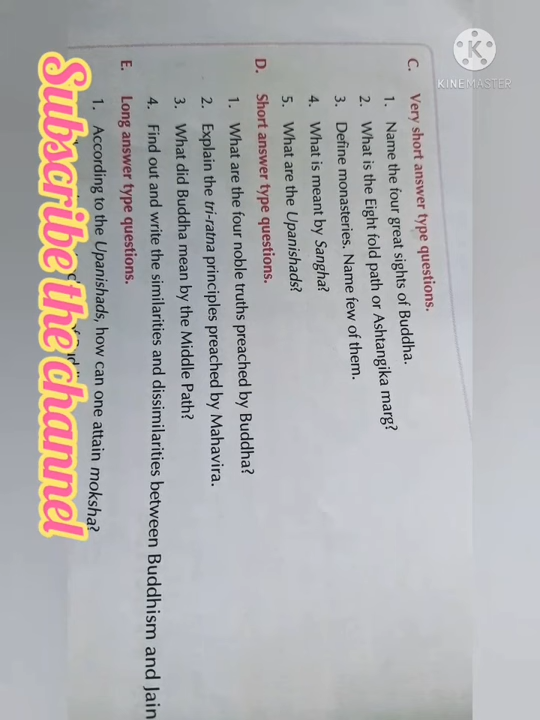 KINEMASTER
C. Very short answer type questions.
1. Name the four great sights of Buddha.
2. What is the Eight fold path or Ashtangika marg?
3. Define monasteries. Name few of them.
4. What is meant by Sangha?
5. What are the Upanishads?
D. Short answer type questions.
1. What are the four noble truths preached by Buddha?
2. Explain the tri-ratna principles preached by Mahavira.
3. What did Buddha mean by the Middle Path?
4. Find out and write the similarities and dissimilarities between Buddhism and Jain
E. Long answer type questions.
1. According to the Upanishads, how can one attain moksha?
Subscribe the channel